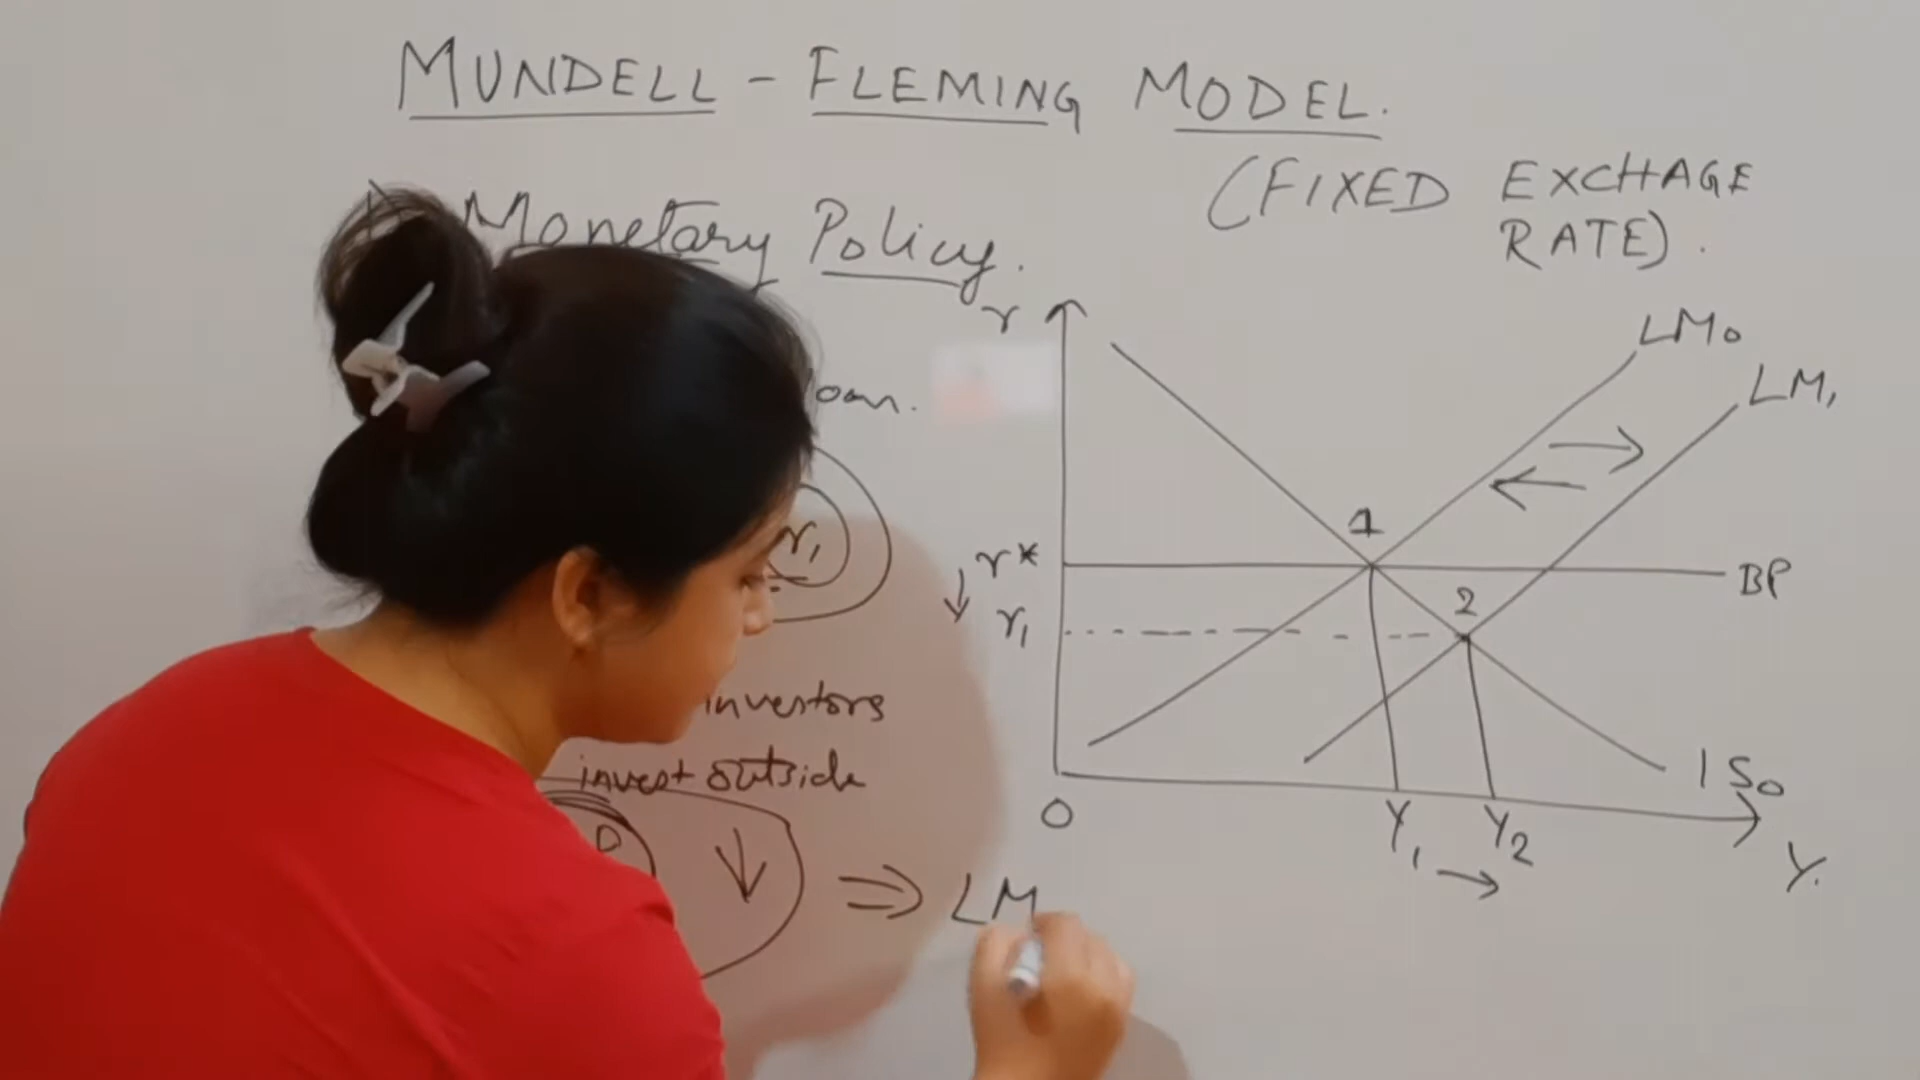 MUNDELL - FLEMING MODEL.
(FIXED EXCHAGE
RATE).
Monetary Policy.
r
LM0
LM1
1
r*
BP
2
r1
r1
investors
invest outside
IS0
0
Y1 → Y2
Y.
↓ ⇒ LM